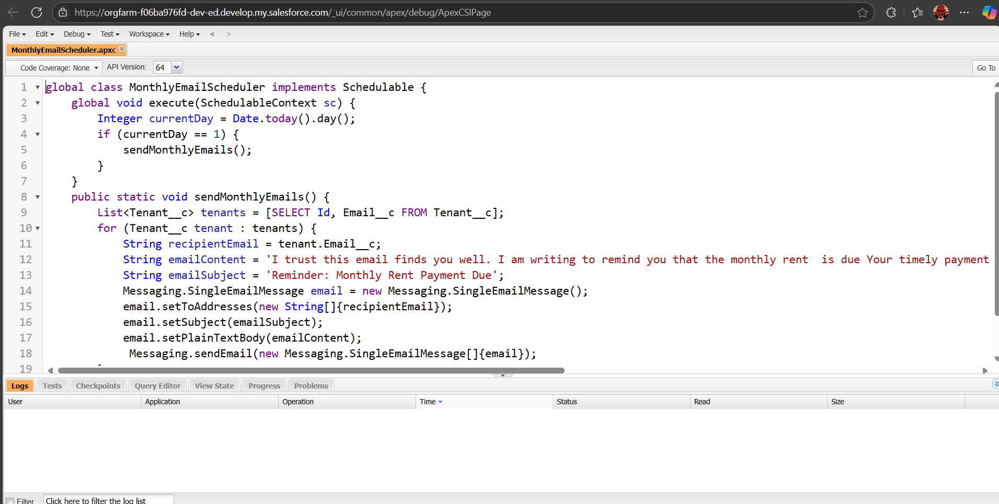 https://orgfarm-f06ba976fd-dev-ed.develop.my.salesforce.com/_ui/common/apex/debug/ApexCSIPage
File Edit Debug Test Workspace Help < >
MonthlyEmailScheduler.apxc
Code Coverage: None API Version: 64 Go To
1 global class MonthlyEmailScheduler implements Schedulable {
2 global void execute(SchedulableContext sc) {
3 Integer currentDay = Date.today().day();
4 if (currentDay == 1) {
5 sendMonthlyEmails();
6 }
7 }
8 public static void sendMonthlyEmails() {
9 List<Tenant__c> tenants = [SELECT Id, Email__c FROM Tenant__c];
10 for (Tenant__c tenant : tenants) {
11 String recipientEmail = tenant.Email__c;
12 String emailContent = 'I trust this email finds you well. I am writing to remind you that the monthly rent  is due Your timely payment
13 String emailSubject = 'Reminder: Monthly Rent Payment Due';
14 Messaging.SingleEmailMessage email = new Messaging.SingleEmailMessage();
15 email.setToAddresses(new String[]{recipientEmail});
16 email.setSubject(emailSubject);
17 email.setPlainTextBody(emailContent);
18 Messaging.sendEmail(new Messaging.SingleEmailMessage[]{email});
19
Logs Tests Checkpoints Query Editor View State Progress Problems
User Application Operation Time Status Read Size
Filter Click here to filter the log list